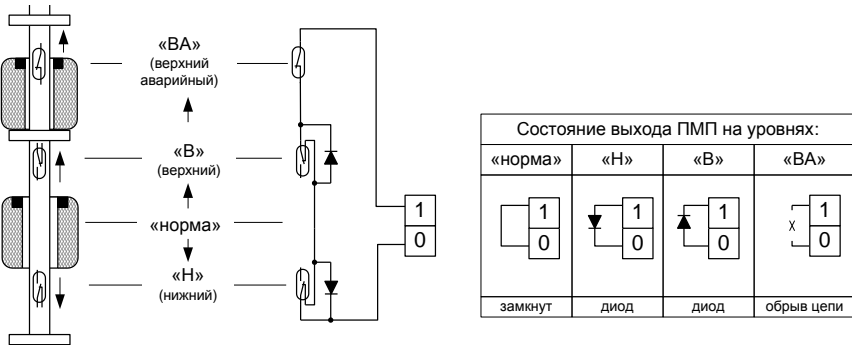 «ВА»
(верхний
аварийный)
«В»
(верхний)
«норма»
«Н»
(нижний)
1
0
Состояние выхода ПМП на уровнях:
«норма» «Н» «В» «ВА»
1 1 1 1
0 0 0 0
замкнут диод диод обрыв цепи